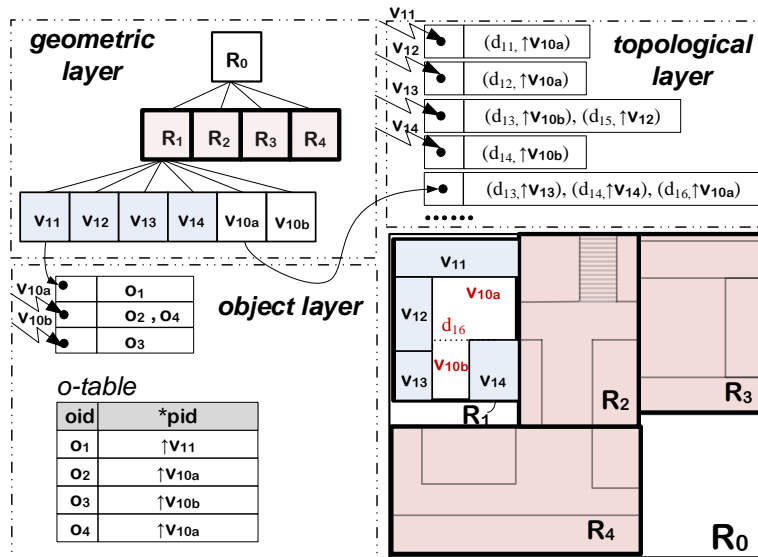 geometric
layer
R0
R1 R2 R3 R4
v11 v12 v13 v14 v10a v10b
v11
(d11, ↑v10a)
topological
layer
v12
(d12, ↑v10a)
v13
(d13, ↑v10b), (d15, ↑v12)
v14
(d14, ↑v10b)
(d13,↑v13), (d14,↑v14), (d16,↑v10a)
......
v10a
o1
object layer
v10b
o2 , o4
o3
o-table
oid *pid
o1 ↑v11
o2 ↑v10a
o3 ↑v10b
o4 ↑v10a
v11
v10a
v12
d16
v10b
v13
v14
R1
R2
R3
R4
R0